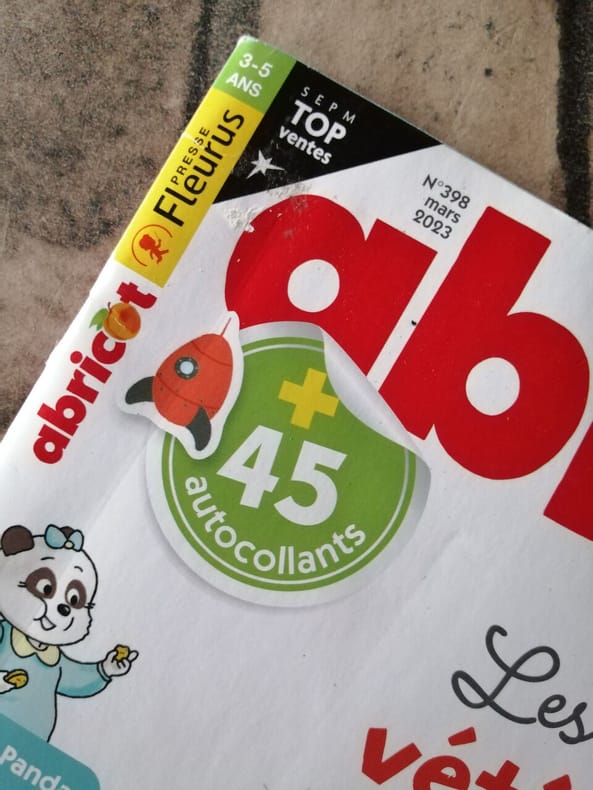 3-5
ANS
PRESSE
Fleurus
abricot
SEPM
TOP
ventes
N°398
mars
2023
+
45
autocollants
Les